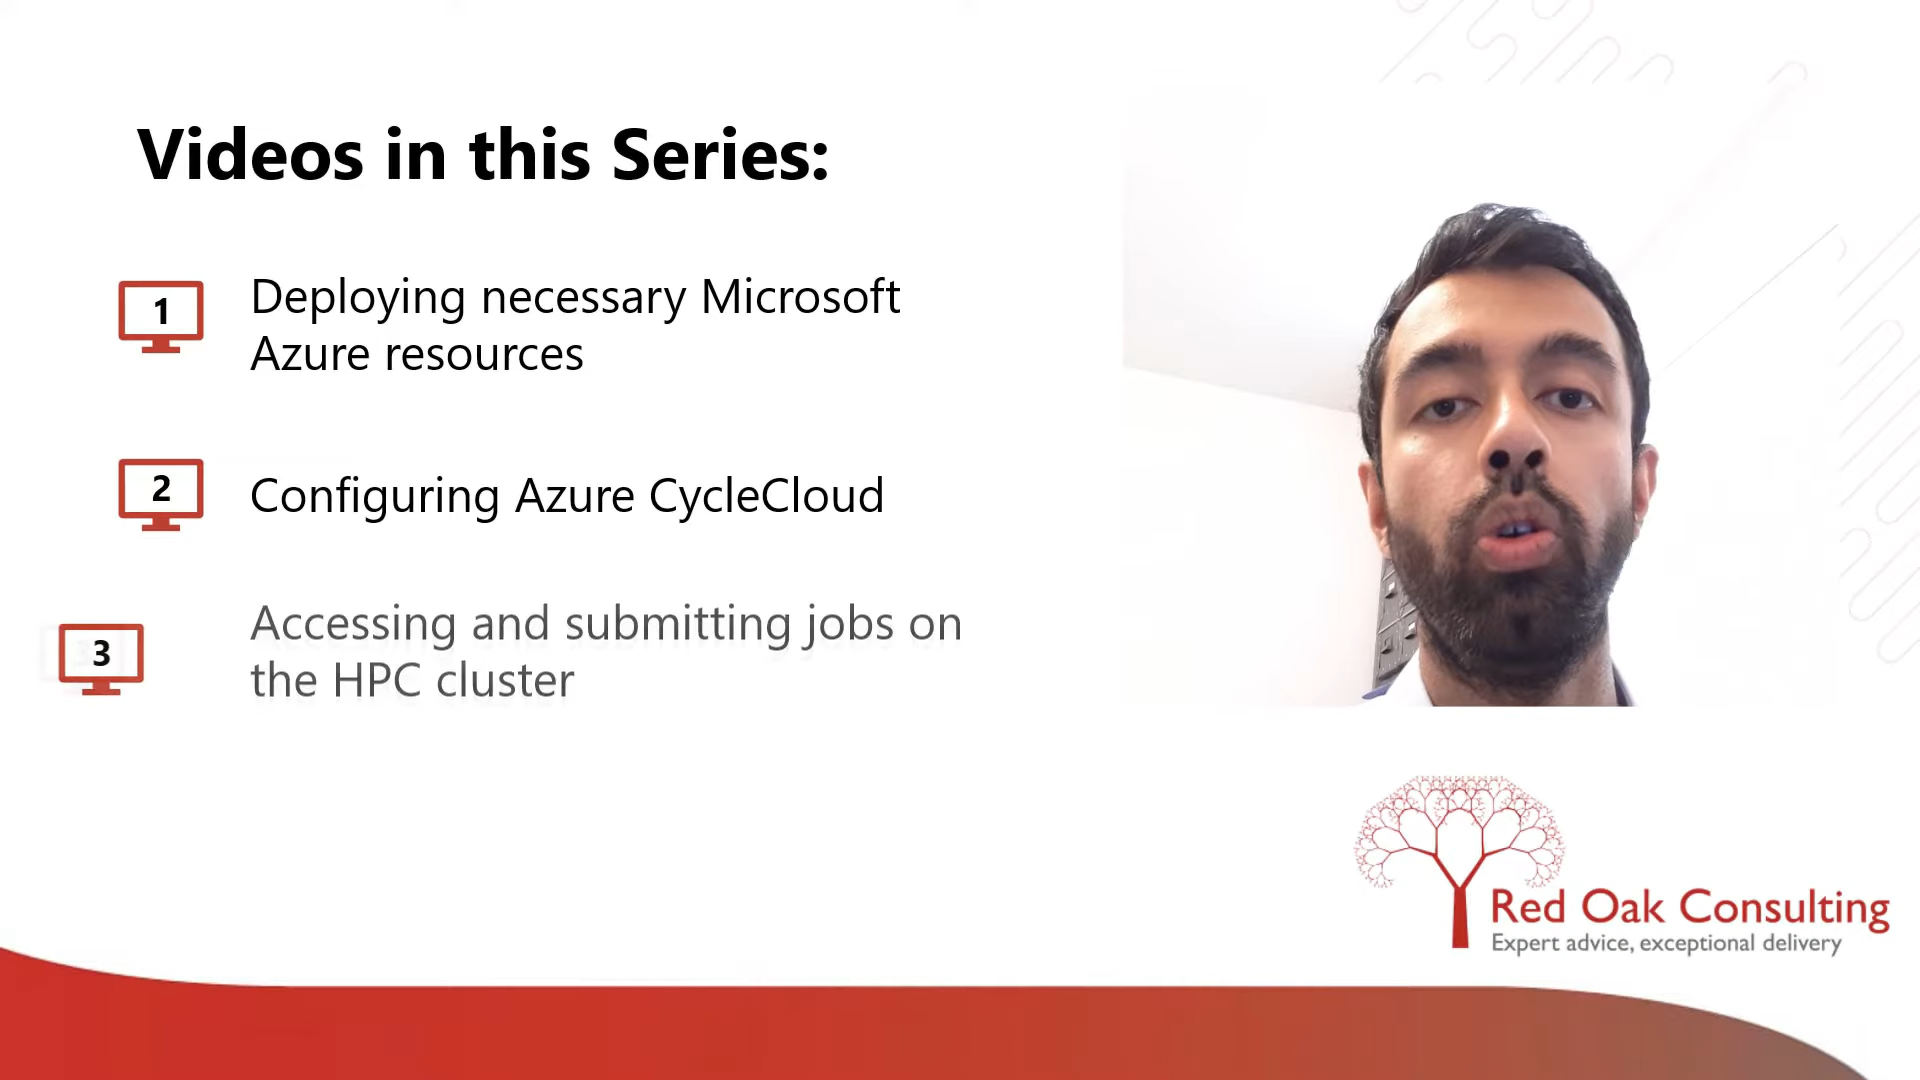 Videos in this Series:
1
Deploying necessary Microsoft
Azure resources
2
Configuring Azure CycleCloud
3
Accessing and submitting jobs on
the HPC cluster
Red Oak Consulting
Expert advice, exceptional delivery